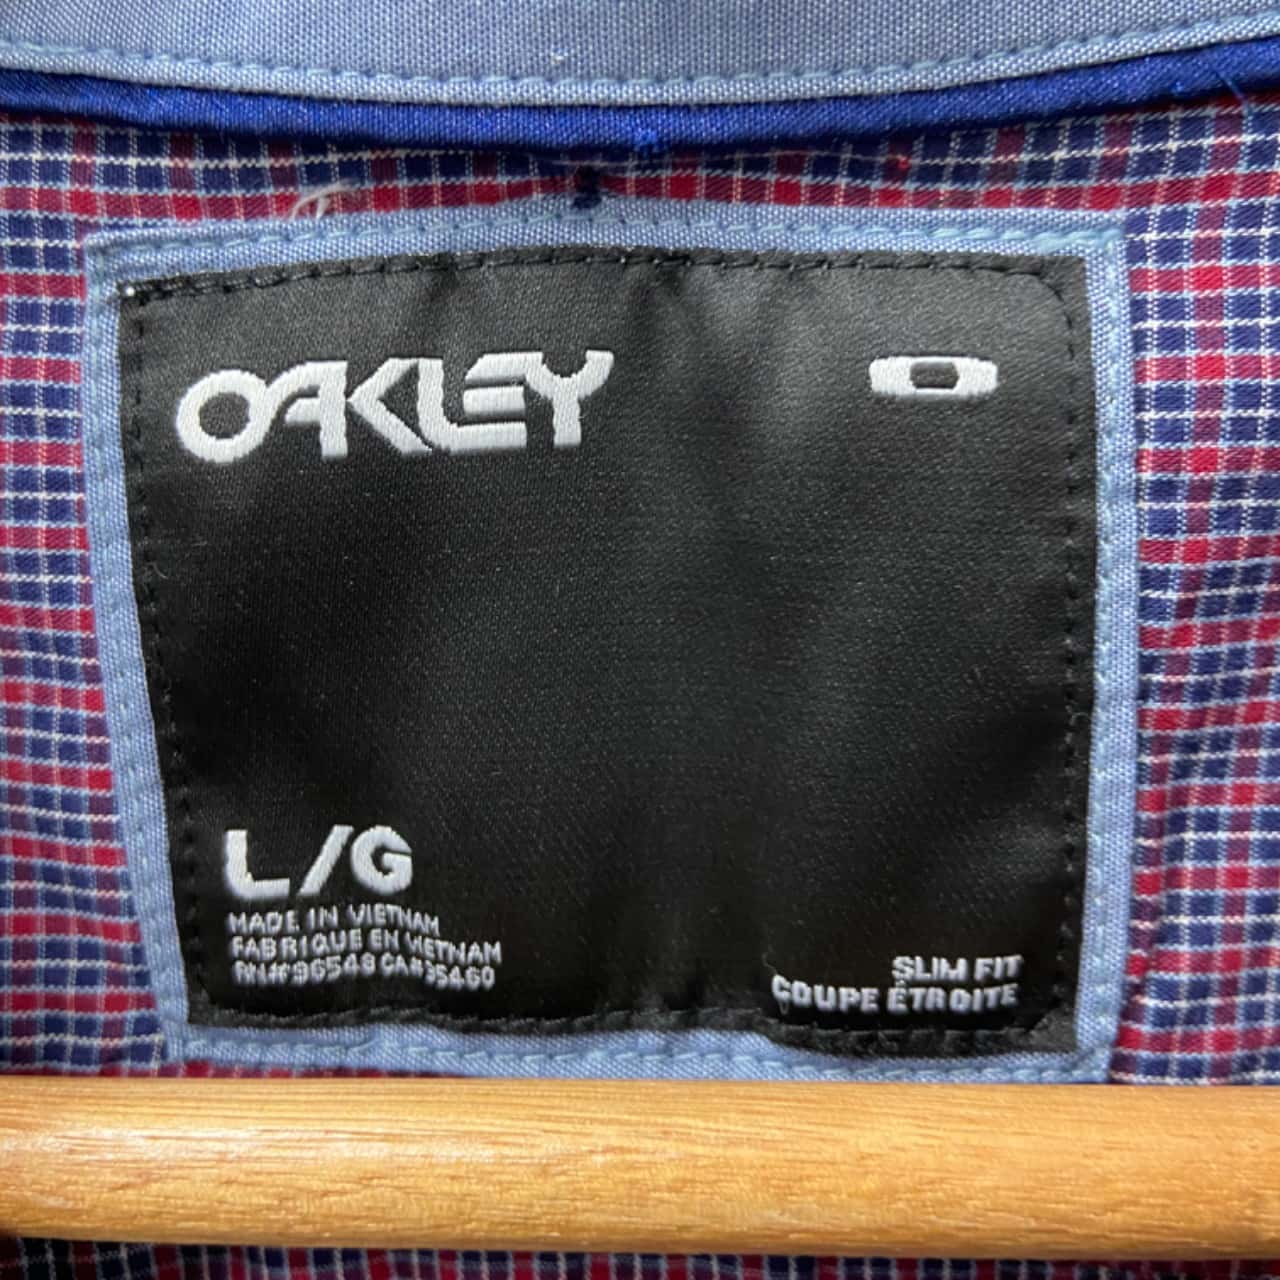 OAKLEY
L/G
MADE IN VIETNAM
FABRIQUE EN VIETNAM
RN#96548 CA#35460
SLIM FIT
COUPE ÉTROITE